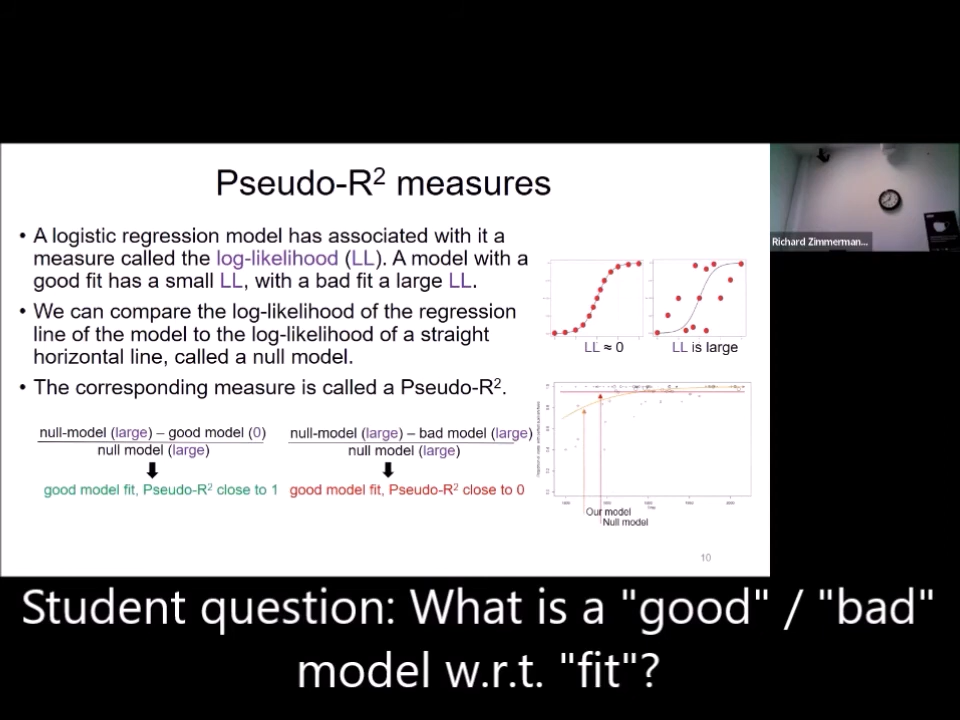 Pseudo-R² measures
• A logistic regression model has associated with it a
measure called the log-likelihood (LL). A model with a
good fit has a small LL, with a bad fit a large LL.
• We can compare the log-likelihood of the regression
line of the model to the log-likelihood of a straight
horizontal line, called a null model.
• The corresponding measure is called a Pseudo-R².
null-model (large) – good model (0)
null model (large)
good model fit, Pseudo-R² close to 1
null-model (large) – bad model (large)
null model (large)
good model fit, Pseudo-R² close to 0
LL ≈ 0
LL is large
Our model
Null model
10
Richard Zimmerman...
Student question: What is a "good" / "bad"
model w.r.t. "fit"?